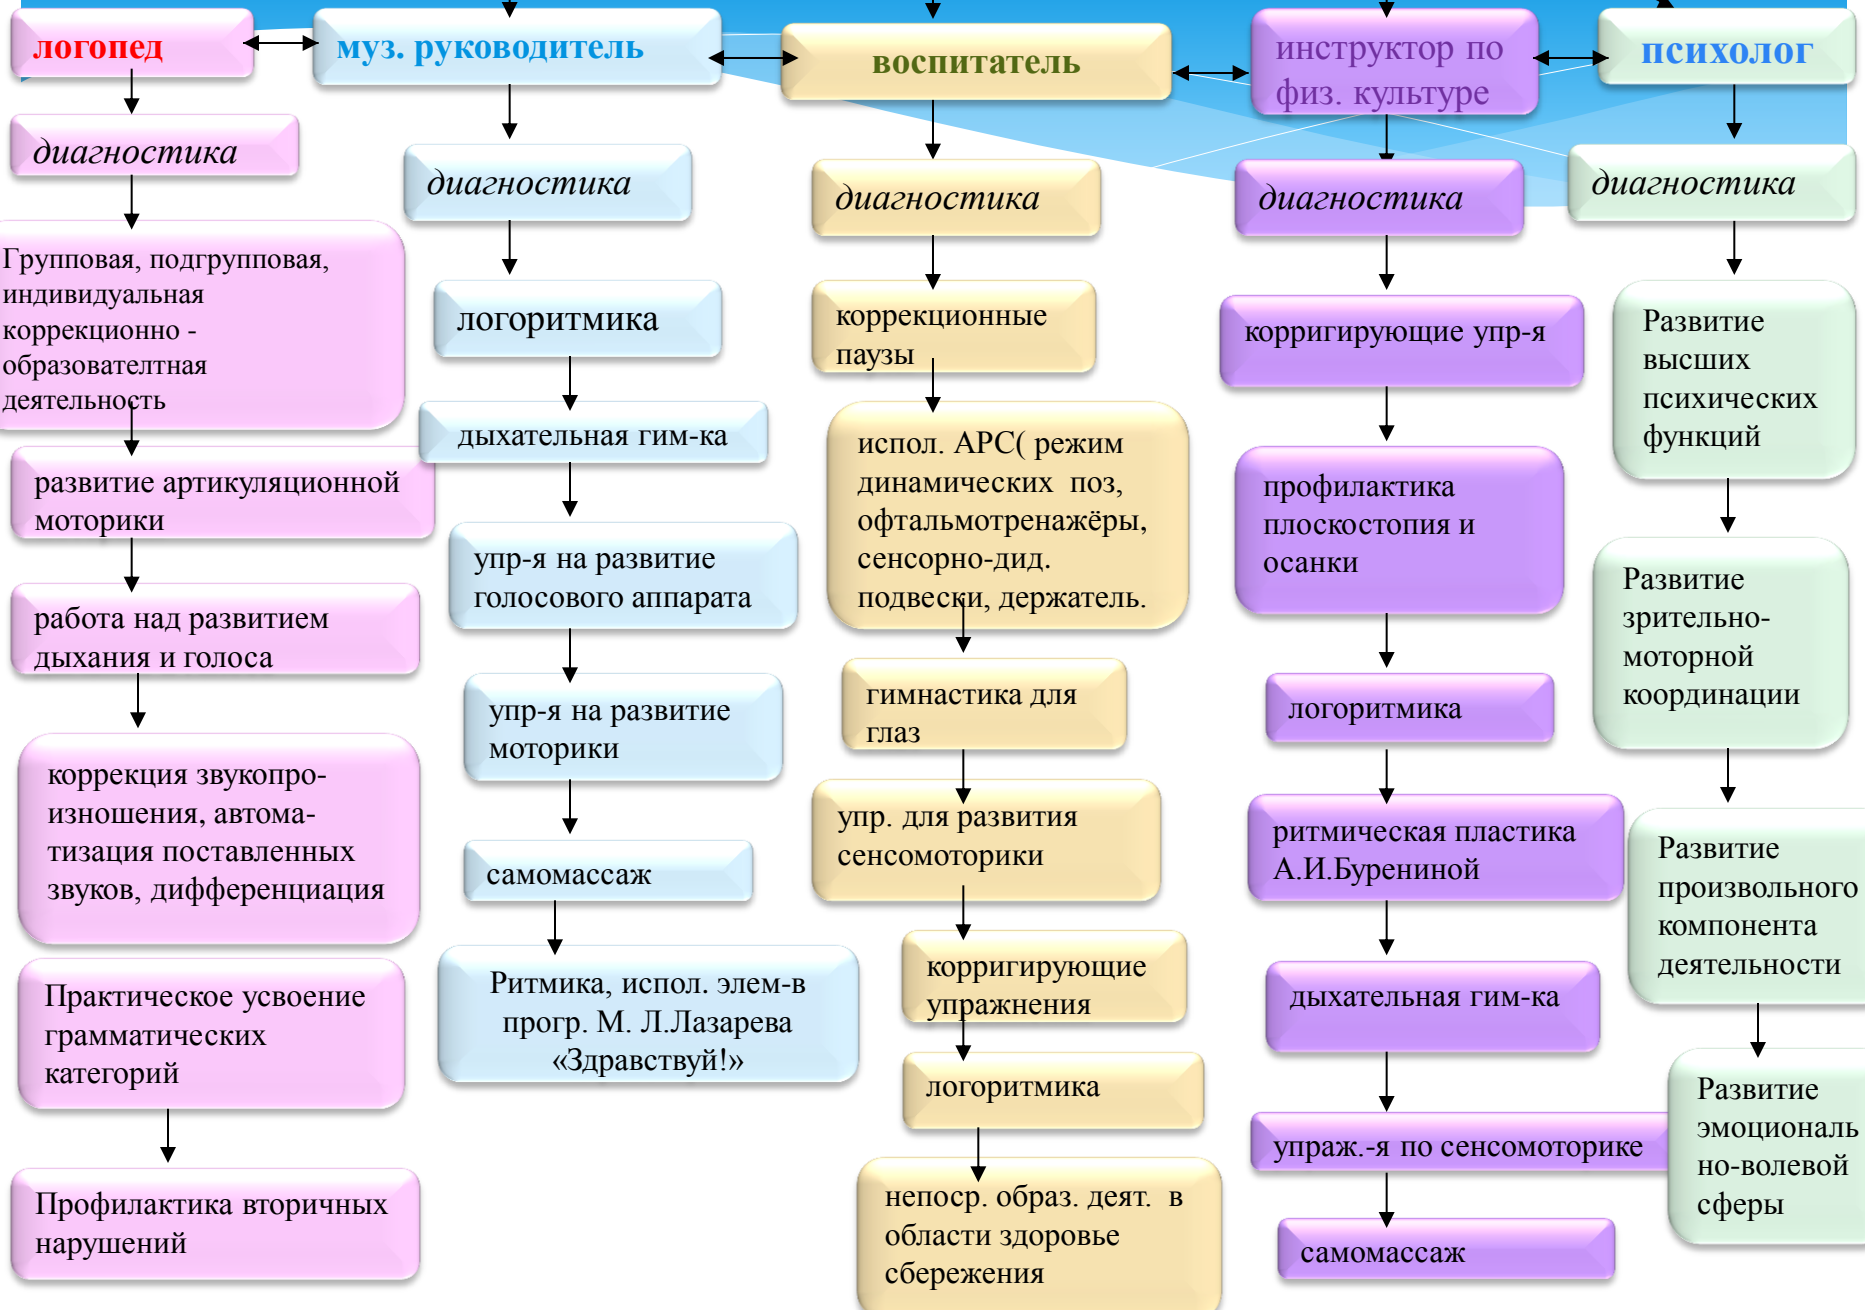 логопед
диагностика
Групповая, подгрупповая,
индивидуальная
коррекционно -
образователтная
деятельность
развитие артикуляционной
моторики
работа над развитием
дыхания и голоса
коррекция звукопро-
изношения, автома-
тизация поставленных
звуков, дифференциация
Практическое усвоение
грамматических
категорий
Профилактика вторичных
нарушений
муз. руководитель
диагностика
логоритмика
дыхательная гим-ка
упр-я на развитие
голосового аппарата
упр-я на развитие
моторики
самомассаж
Ритмика, испол. элем-в
прогр. М. Л.Лазарева
«Здравствуй!»
воспитатель
диагностика
коррекционные
паузы
испол. АРС( режим
динамических поз,
офтальмотренажёры,
сенсорно-дид.
подвески, держатель.
гимнастика для
глаз
упр. для развития
сенсомоторики
корригирующие
упражнения
логоритмика
непоср. образ. деят. в
области здоровье
сбережения
инструктор по
физ. культуре
диагностика
корригирующие упр-я
профилактика
плоскостопия и
осанки
логоритмика
ритмическая пластика
А.И.Бурениной
дыхательная гим-ка
упраж.-я по сенсомоторике
самомассаж
психолог
диагностика
Развитие
высших
психических
функций
Развитие
зрительно-
моторной
координации
Развитие
произвольного
компонента
деятельности
Развитие
эмоциональ
но-волевой
сферы